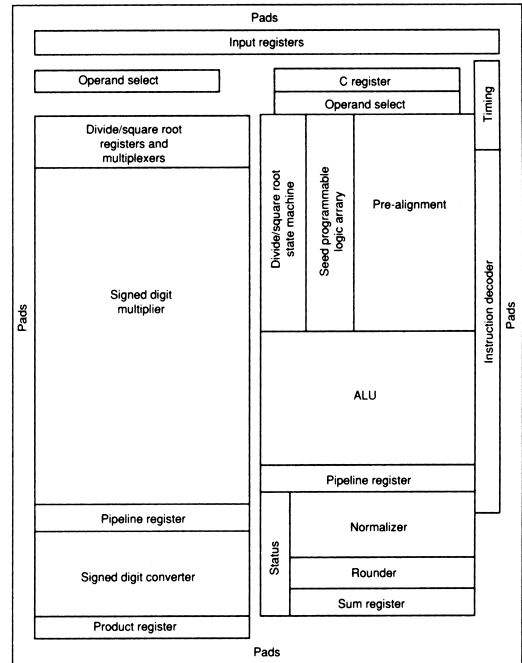 Pads
Input registers
Operand select
C register
Operand select
Timing
Divide/square root
registers and
multiplexers
Divide/square root
state machine
Seed programmable
logic arrary
Pre-alignment
Signed digit
multiplier
Instruction decoder
Pads
Pads
ALU
Pipeline register
Pipeline register
Status
Normalizer
Signed digit converter
Rounder
Sum register
Product register
Pads